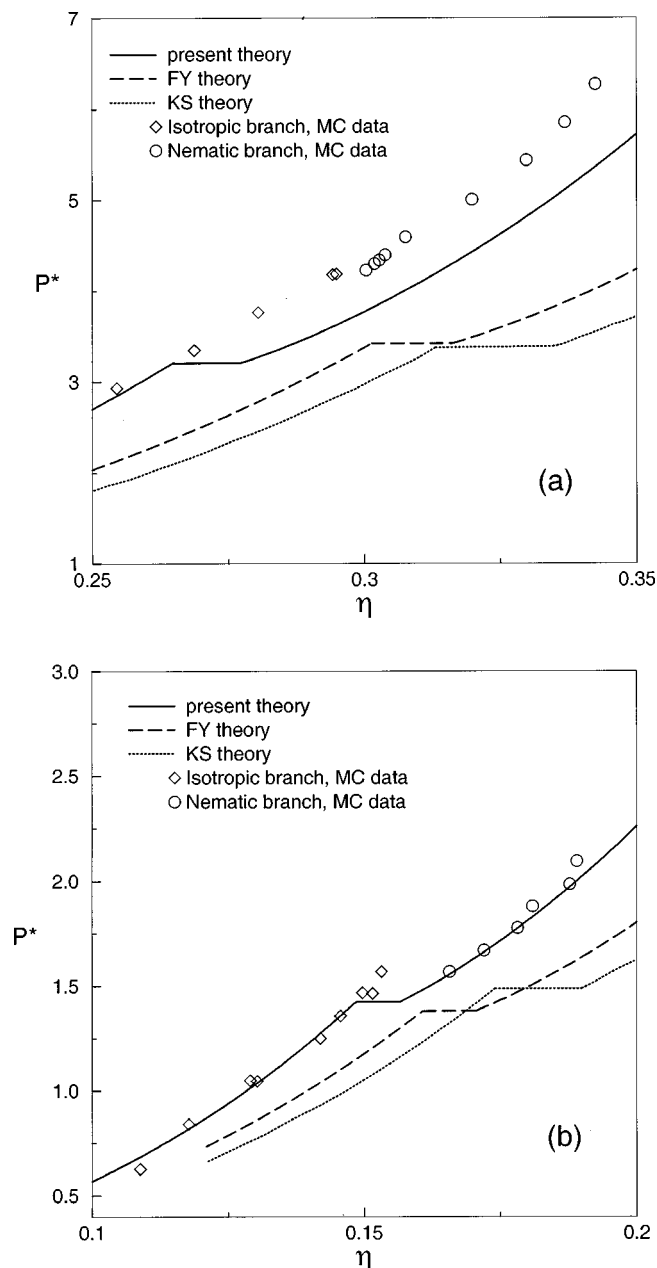 7
present theory
FY theory
KS theory
Isotropic branch, MC data
Nematic branch, MC data
5
P*
3
(a)
1
0.25
0.3
0.35
η
3.0
present theory
FY theory
KS theory
Isotropic branch, MC data
Nematic branch, MC data
2.5
2.0
P*
1.5
1.0
(b)
0.5
0.1
0.15
0.2
η